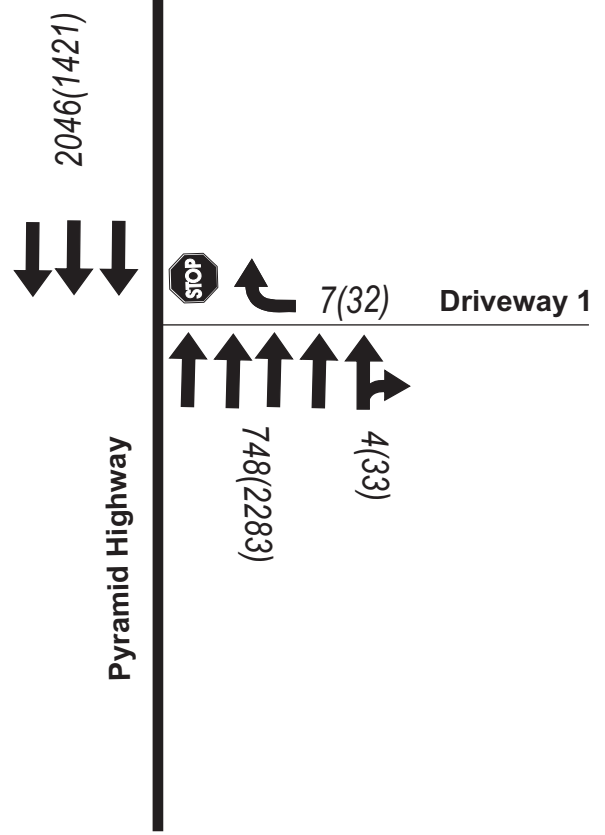 2046(1421)
STOP
7(32)
Driveway 1
748(2283)
4(33)
Pyramid Highway